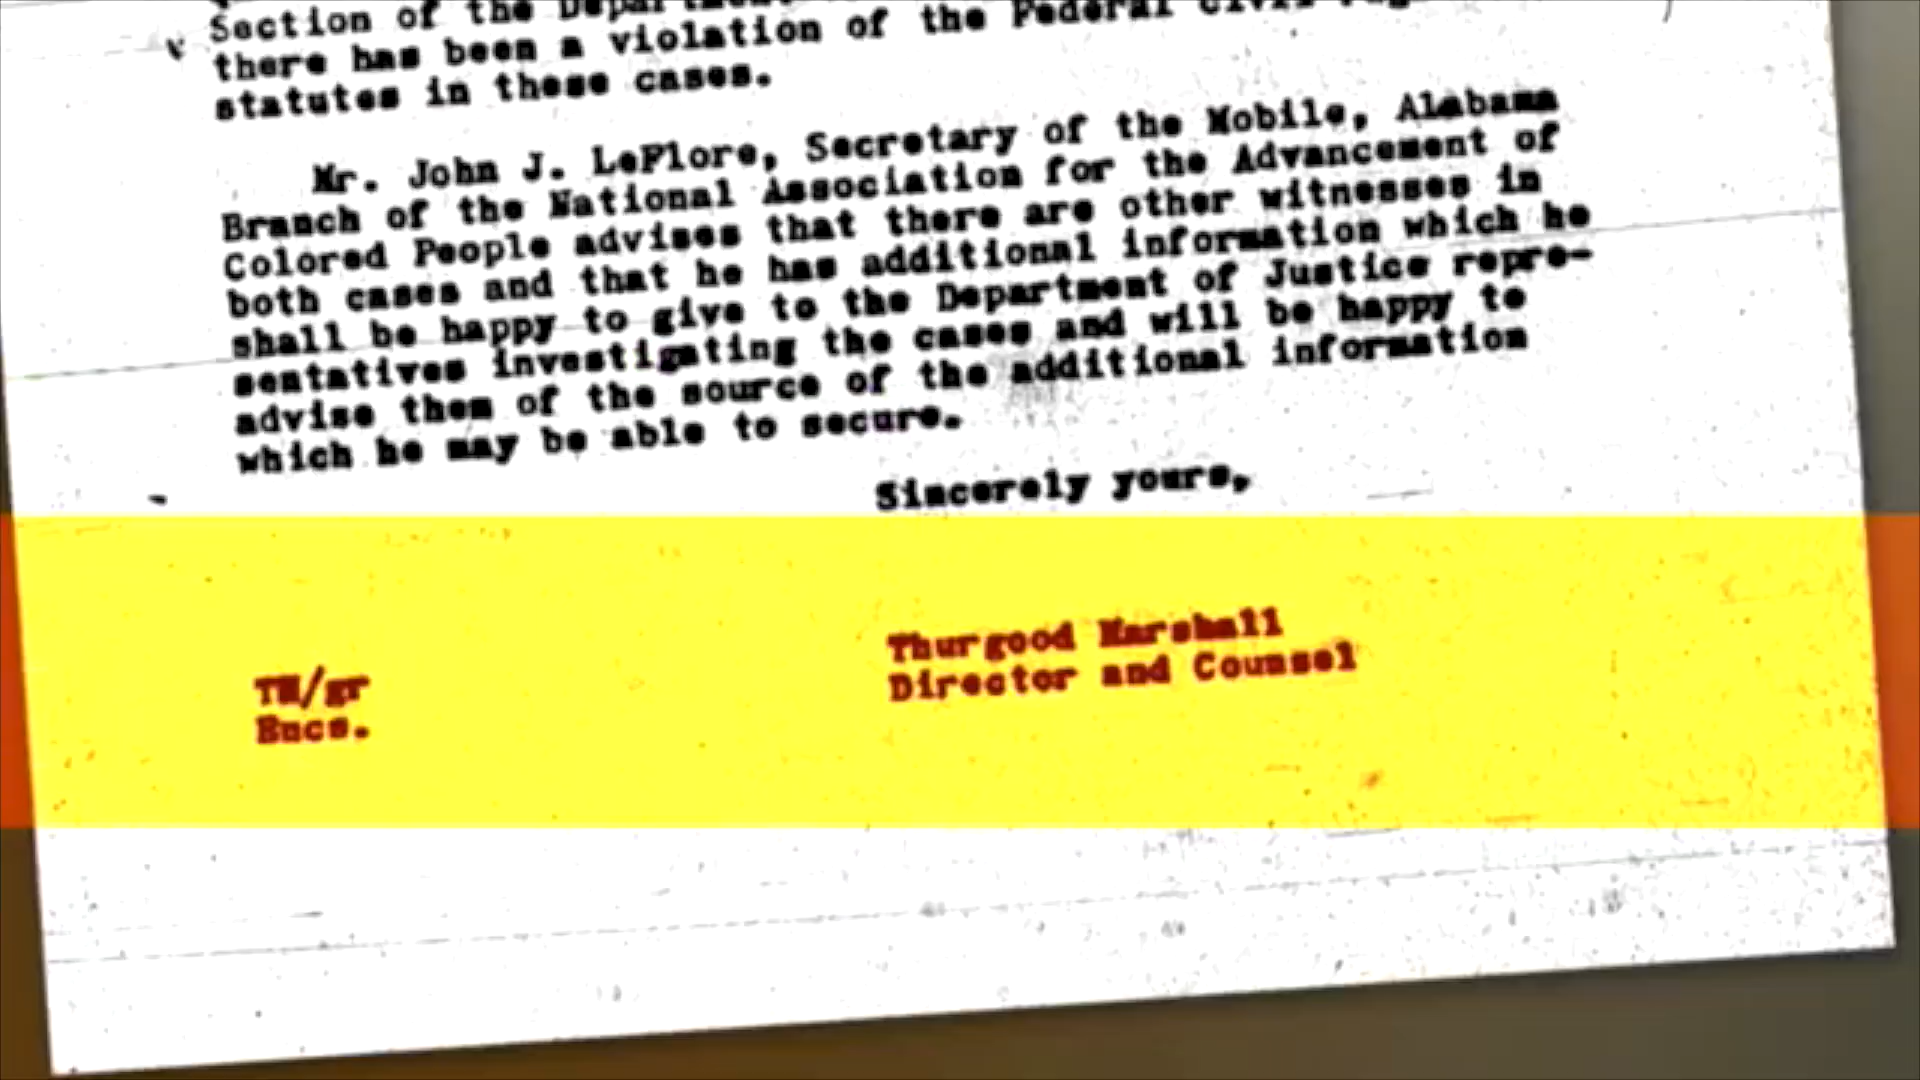 Section of the Department
there has been a violation of the Federal Civil
statutes in these cases.
Mr. John J. LeFlore, Secretary of the Mobile, Alabama
Branch of the National Association for the Advancement of
Colored People advises that there are other witnesses in
both cases and that he has additional information which he
shall be happy to give to the Department of Justice repre-
sentatives investigating the cases and will be happy to
advise them of the source of the additional information
which he may be able to secure.
Sincerely yours,
Thurgood Marshall
Director and Counsel
TM/gr
Encs.